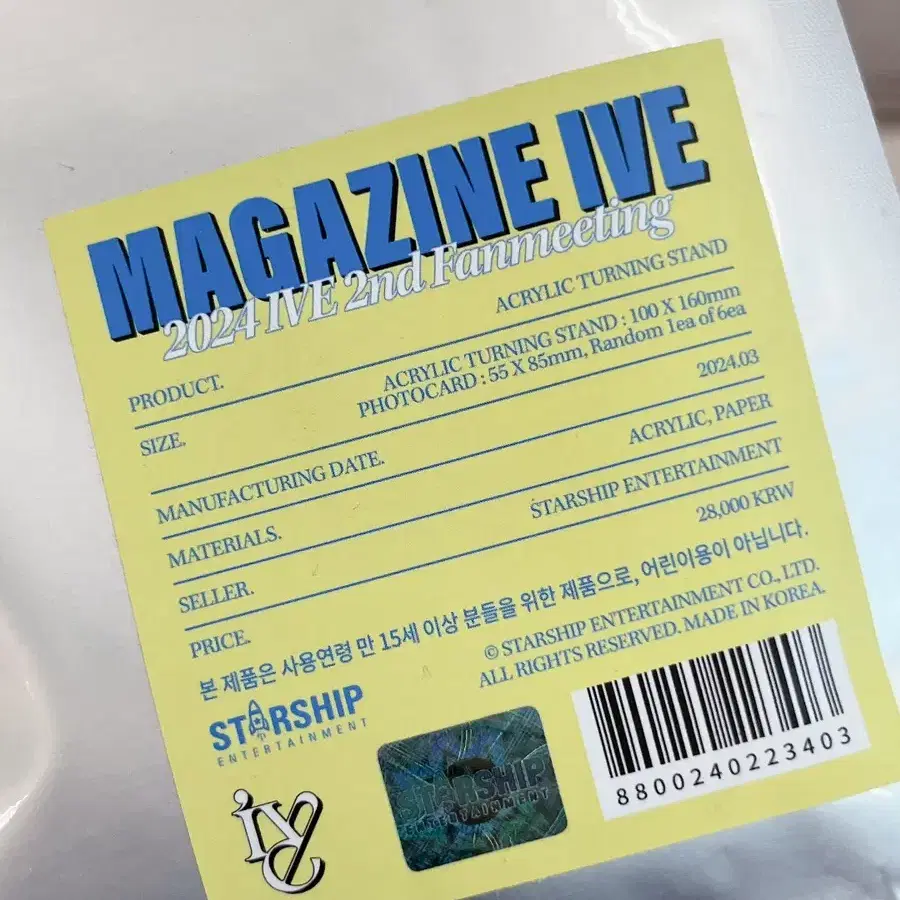 MAGAZINE IVE
2024 IVE 2nd Fanmeeting
PRODUCT. ACRYLIC TURNING STAND
SIZE. ACRYLIC TURNING STAND : 100 X 160mm
PHOTOCARD : 55 X 85mm, Random 1ea of 6ea
MANUFACTURING DATE. 2024.03
MATERIALS. ACRYLIC, PAPER
SELLER. STARSHIP ENTERTAINMENT
PRICE. 28,000 KRW
본 제품은 사용연령 만 15세 이상 분들을 위한 제품으로, 어린이용이 아닙니다.
© STARSHIP ENTERTAINMENT CO., LTD.
ALL RIGHTS RESERVED. MADE IN KOREA.
STARSHIP
ENTERTAINMENT
IVE
STARSHIP
ENTERTAINMENT
8800240223403